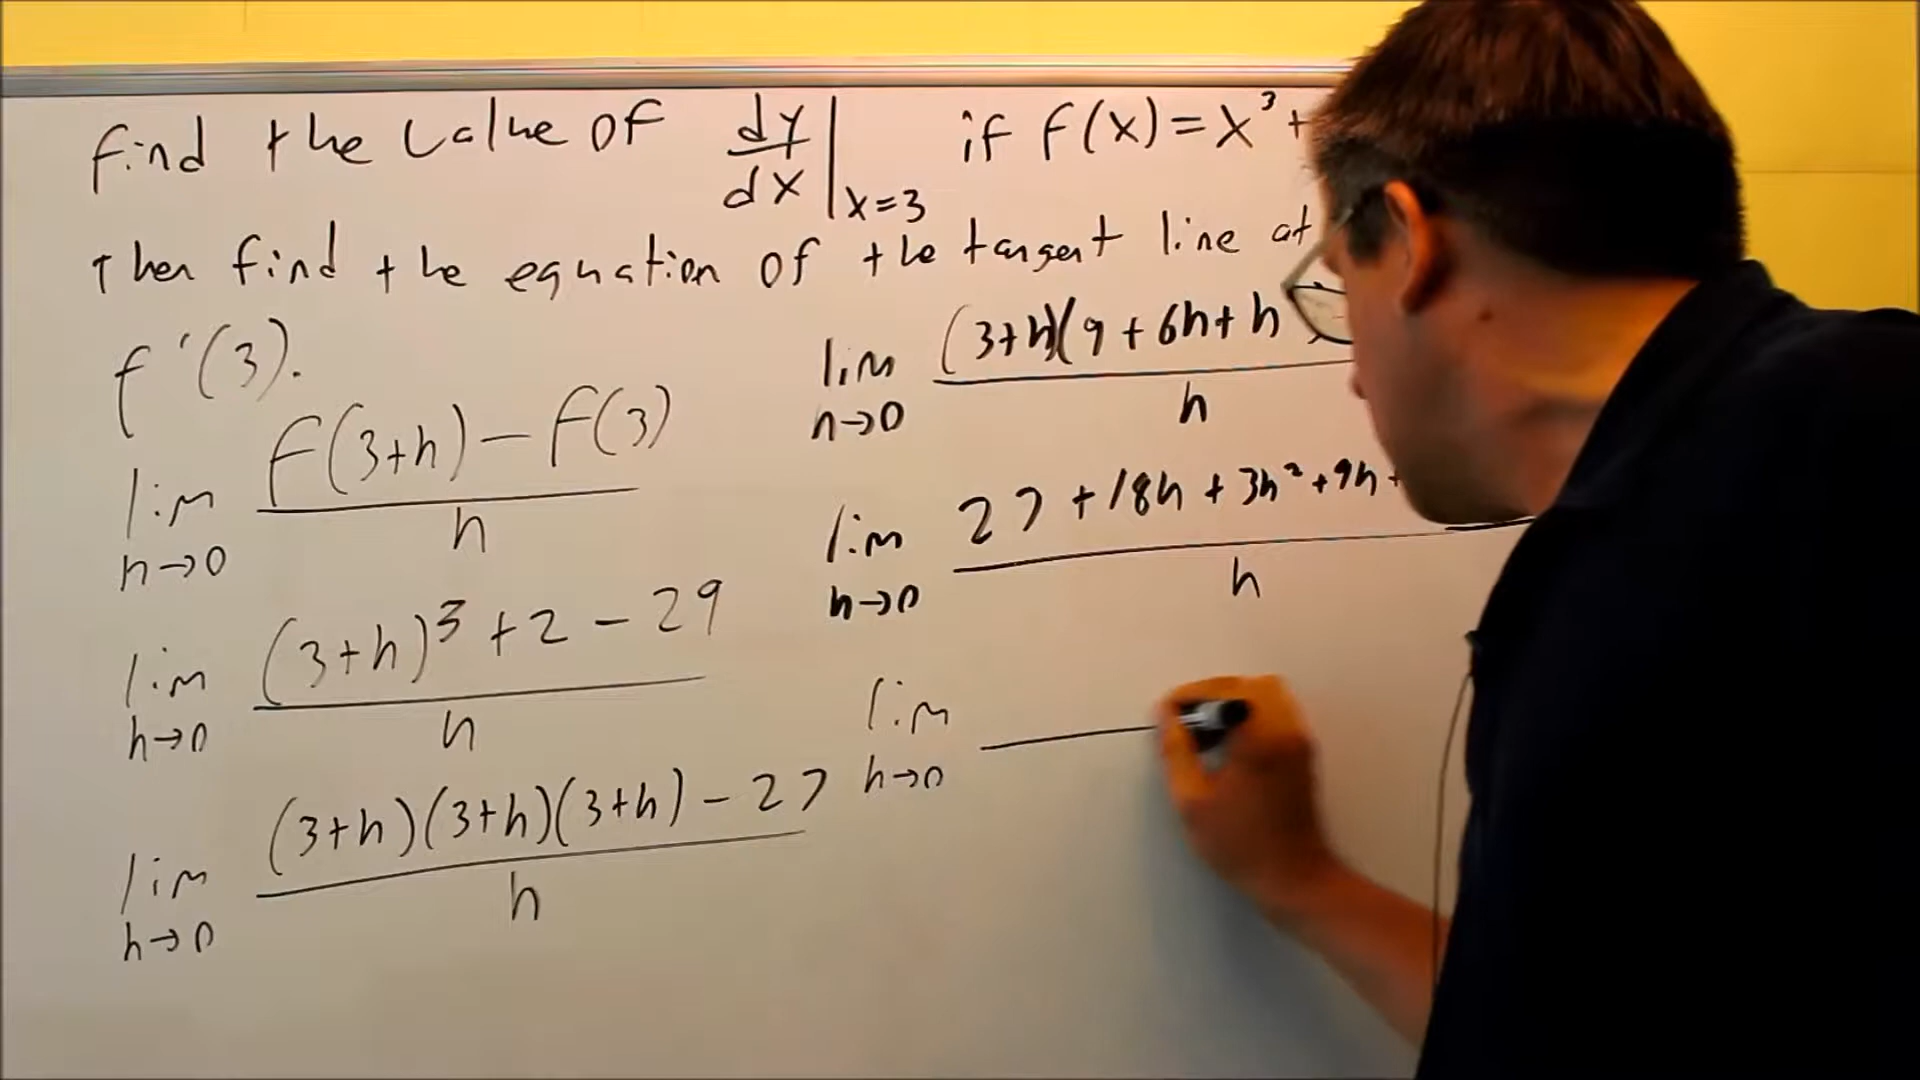 find the value of dy/dx | x=3 if f(x) = x³ +
then find the equation of the tangent line at
f'(3).
lim h→0 f(3+h) − f(3) / h
lim h→0 (3+h)³ + 2 − 29 / h
lim h→0 (3+h)(3+h)(3+h) − 27 / h
lim h→0 (3+h)(9 + 6h + h / h
lim h→0 27 + 18h + 3h² + 9h + / h
lim h→0